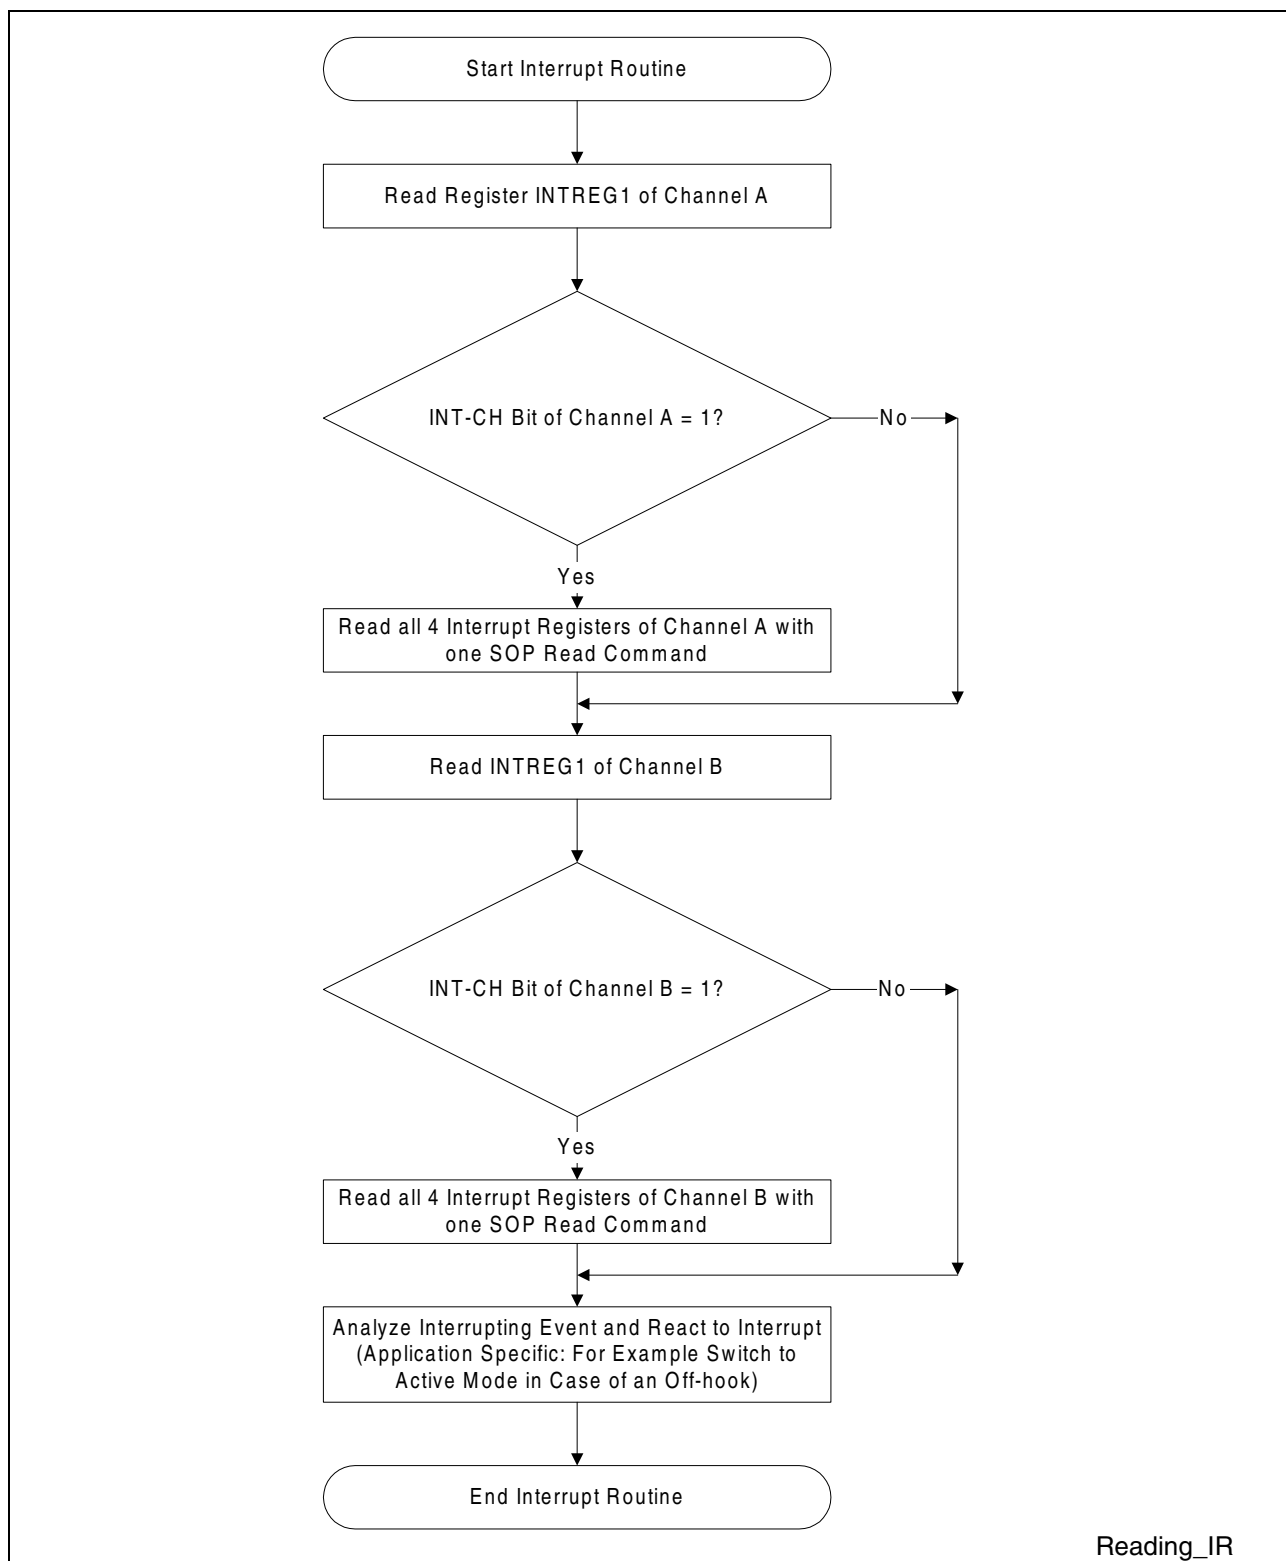 Start Interrupt Routine
Read Register INTREG1 of Channel A
INT-CH Bit of Channel A = 1?
No
Yes
Read all 4 Interrupt Registers of Channel A with
one SOP Read Command
Read INTREG1 of Channel B
INT-CH Bit of Channel B = 1?
No
Yes
Read all 4 Interrupt Registers of Channel B with
one SOP Read Command
Analyze Interrupting Event and React to Interrupt
(Application Specific: For Example Switch to
Active Mode in Case of an Off-hook)
End Interrupt Routine
Reading_IR